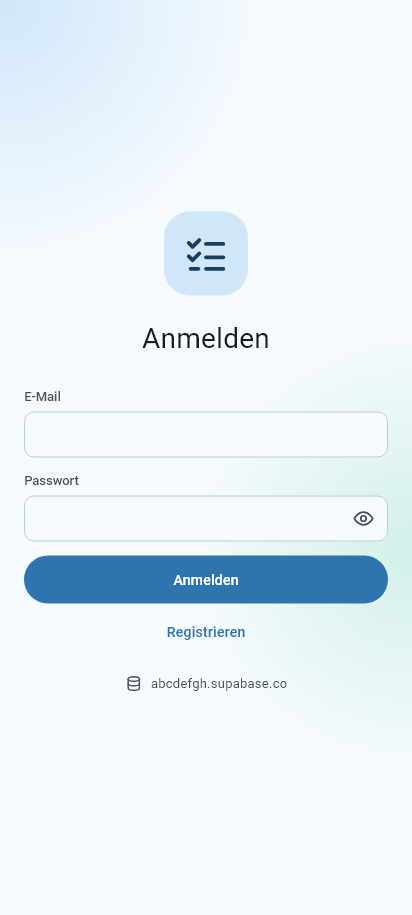 Anmelden
E-Mail
Passwort
Anmelden
Registrieren
abcdefgh.supabase.co